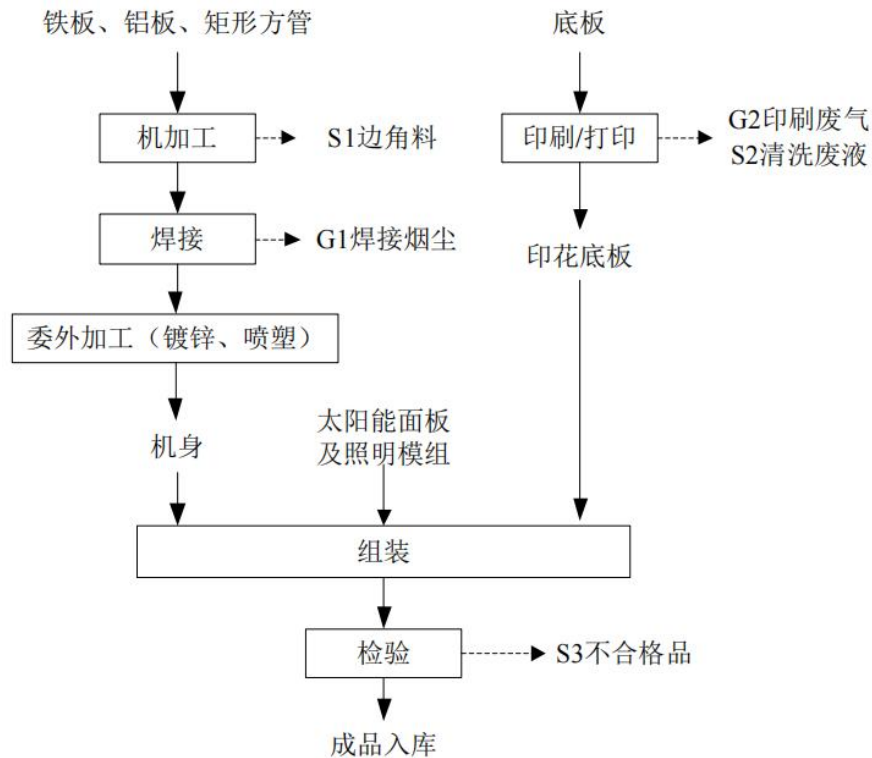 铁板、铝板、矩形方管
底板
机加工
S1边角料
印刷/打印
G2印刷废气
S2清洗废液
焊接
G1焊接烟尘
印花底板
委外加工（镀锌、喷塑）
机身
太阳能面板
及照明模组
组装
检验
S3不合格品
成品入库